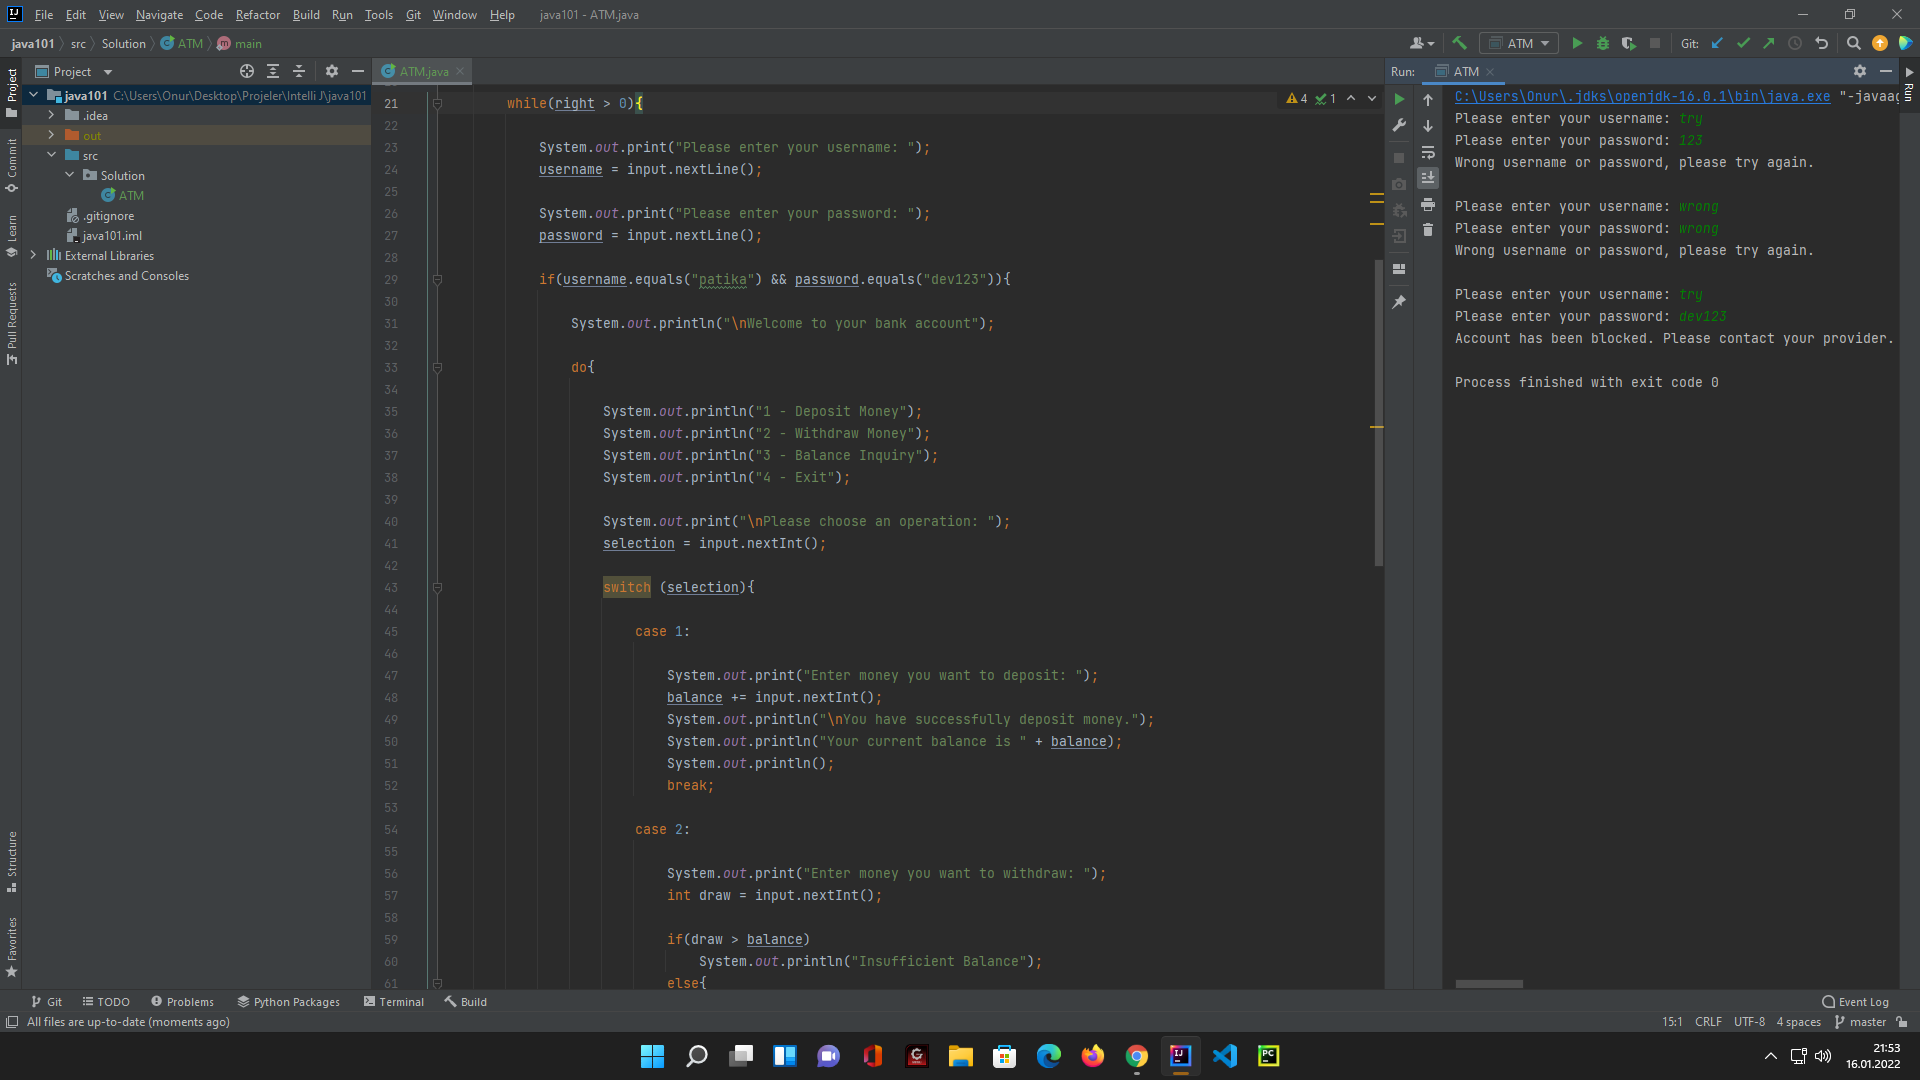 File Edit View Navigate Code Refactor Build Run Tools Git Window Help java101 - ATM.java
java101 src Solution ATM main
ATM Git:
Project
ATM.java
Run: ATM
java101 C:\Users\Onur\Desktop\Projeler\Intelli J\java101
.idea
out
src
Solution
ATM
.gitignore
java101.iml
External Libraries
Scratches and Consoles
Project
Commit
Learn
Pull Requests
Structure
Favorites
4 1
21 while(right > 0){
22
23 System.out.print("Please enter your username: ");
24 username = input.nextLine();
25
26 System.out.print("Please enter your password: ");
27 password = input.nextLine();
28
29 if(username.equals("patika") && password.equals("dev123")){
30
31 System.out.println("\nWelcome to your bank account");
32
33 do{
34
35 System.out.println("1 - Deposit Money");
36 System.out.println("2 - Withdraw Money");
37 System.out.println("3 - Balance Inquiry");
38 System.out.println("4 - Exit");
39
40 System.out.print("\nPlease choose an operation: ");
41 selection = input.nextInt();
42
43 switch (selection){
44
45 case 1:
46
47 System.out.print("Enter money you want to deposit: ");
48 balance += input.nextInt();
49 System.out.println("\nYou have successfully deposit money.");
50 System.out.println("Your current balance is " + balance);
51 System.out.println();
52 break;
53
54 case 2:
55
56 System.out.print("Enter money you want to withdraw: ");
57 int draw = input.nextInt();
58
59 if(draw > balance)
60 System.out.println("Insufficient Balance");
61 else{
C:\Users\Onur\.jdks\openjdk-16.0.1\bin\java.exe "-javaag
Please enter your username: try
Please enter your password: 123
Wrong username or password, please try again.
Please enter your username: wrong
Please enter your password: wrong
Wrong username or password, please try again.
Please enter your username: try
Please enter your password: dev123
Account has been blocked. Please contact your provider.
Process finished with exit code 0
Run
Git TODO Problems Python Packages Terminal Build Event Log
All files are up-to-date (moments ago) 15:1 CRLF UTF-8 4 spaces master
21:53
16.01.2022